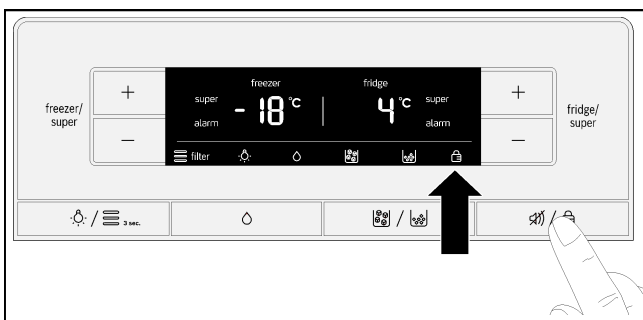 freezer/
super
+
−
freezer
super
alarm
-18 °C
fridge
4 °C
super
alarm
filter
+
−
fridge/
super
/ 3 sec.
/
/